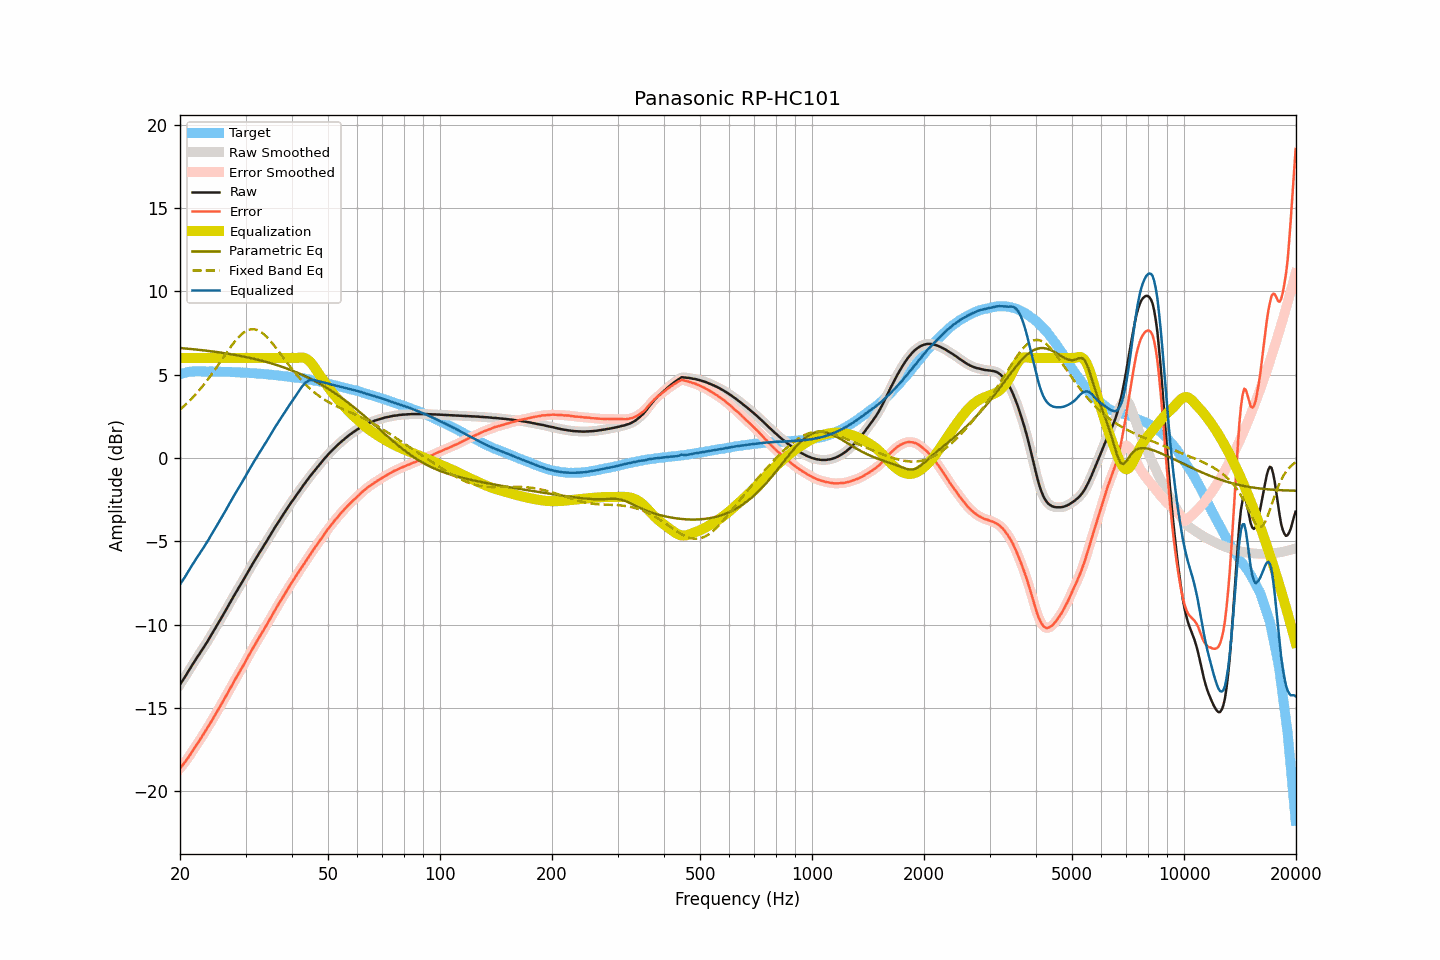 Panasonic RP-HC101
Target
Raw Smoothed
Error Smoothed
Raw
Error
Equalization
Parametric Eq
Fixed Band Eq
Equalized
20
15
10
5
0
−5
−10
−15
−20
Amplitude (dBr)
20
50
100
200
500
1000
2000
5000
10000
20000
Frequency (Hz)